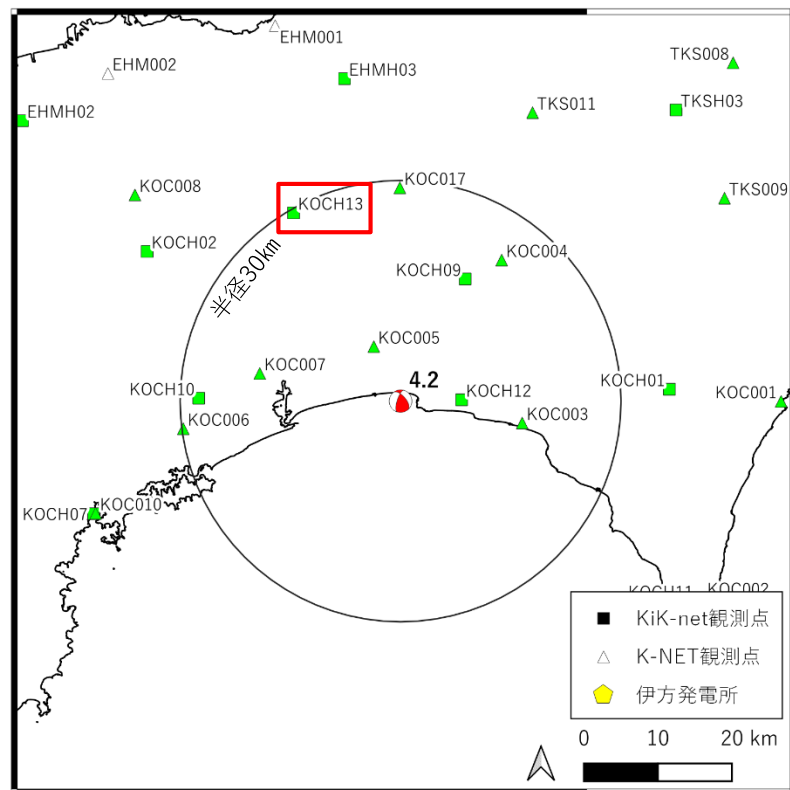 EHM001
EHM002
EHMH03
TKS008
EHMH02
TKS011
TKSH03
KOC008
KOCH13
KOC017
TKS009
KOCH02
半径30km
KOCH09
KOC004
KOC005
KOC007
KOCH10
4.2
KOCH12
KOCH01
KOC001
KOC006
KOC003
KOCH07
KOC010
KOCH11
KOC002
KiK-net観測点
K-NET観測点
伊方発電所
0 10 20 km